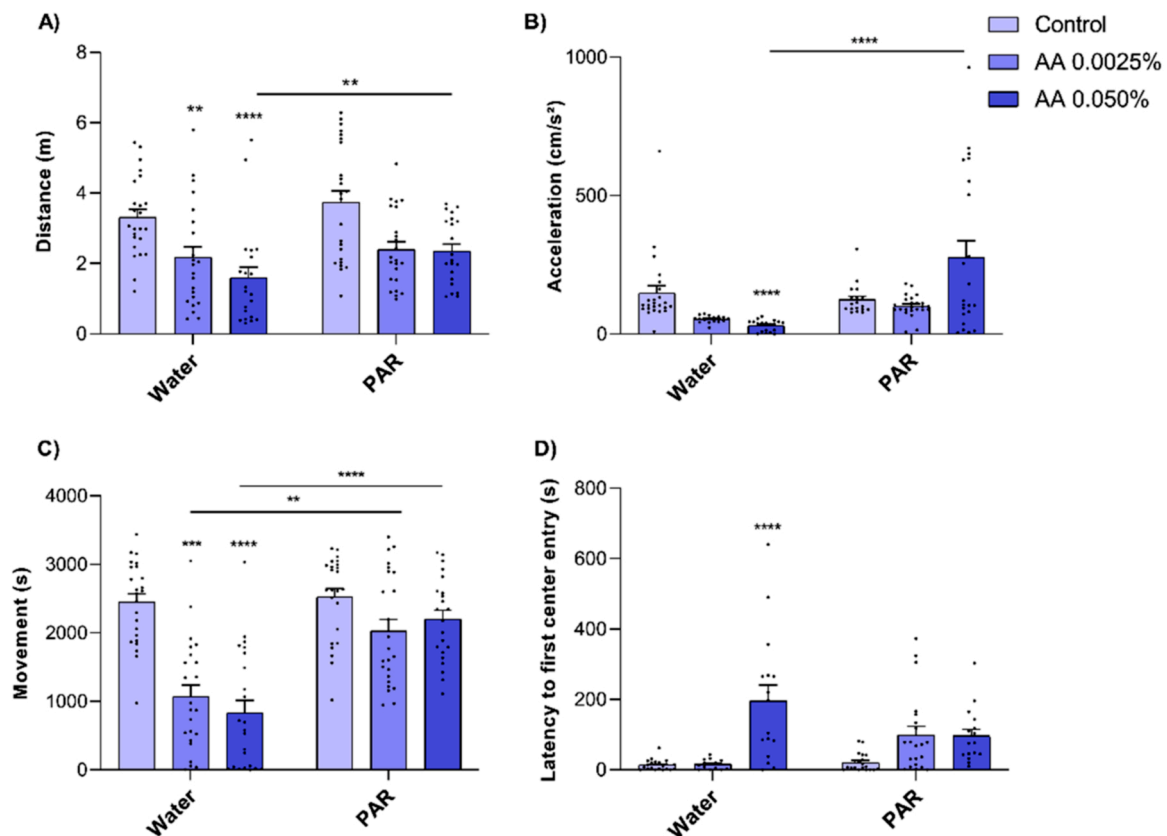 A)
Distance (m)
8
6
4
2
0
**
****
**
Water
PAR
B)
Acceleration (cm/s²)
1000
500
0
****
****
Water
PAR
Control
AA 0.0025%
AA 0.050%
C)
Movement (s)
4000
3000
2000
1000
0
***
****
**
****
Water
PAR
D)
Latency to first center entry (s)
800
600
400
200
0
****
Water
PAR